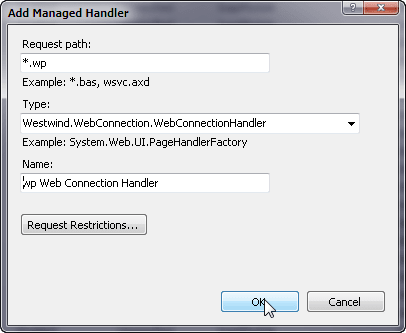 Add Managed Handler
Request path:
*.wp
Example: *.bas, wsvc.axd
Type:
Westwind.WebConnection.WebConnectionHandler
Example: System.Web.UI.PageHandlerFactory
Name:
wp Web Connection Handler
Request Restrictions...
OK Cancel